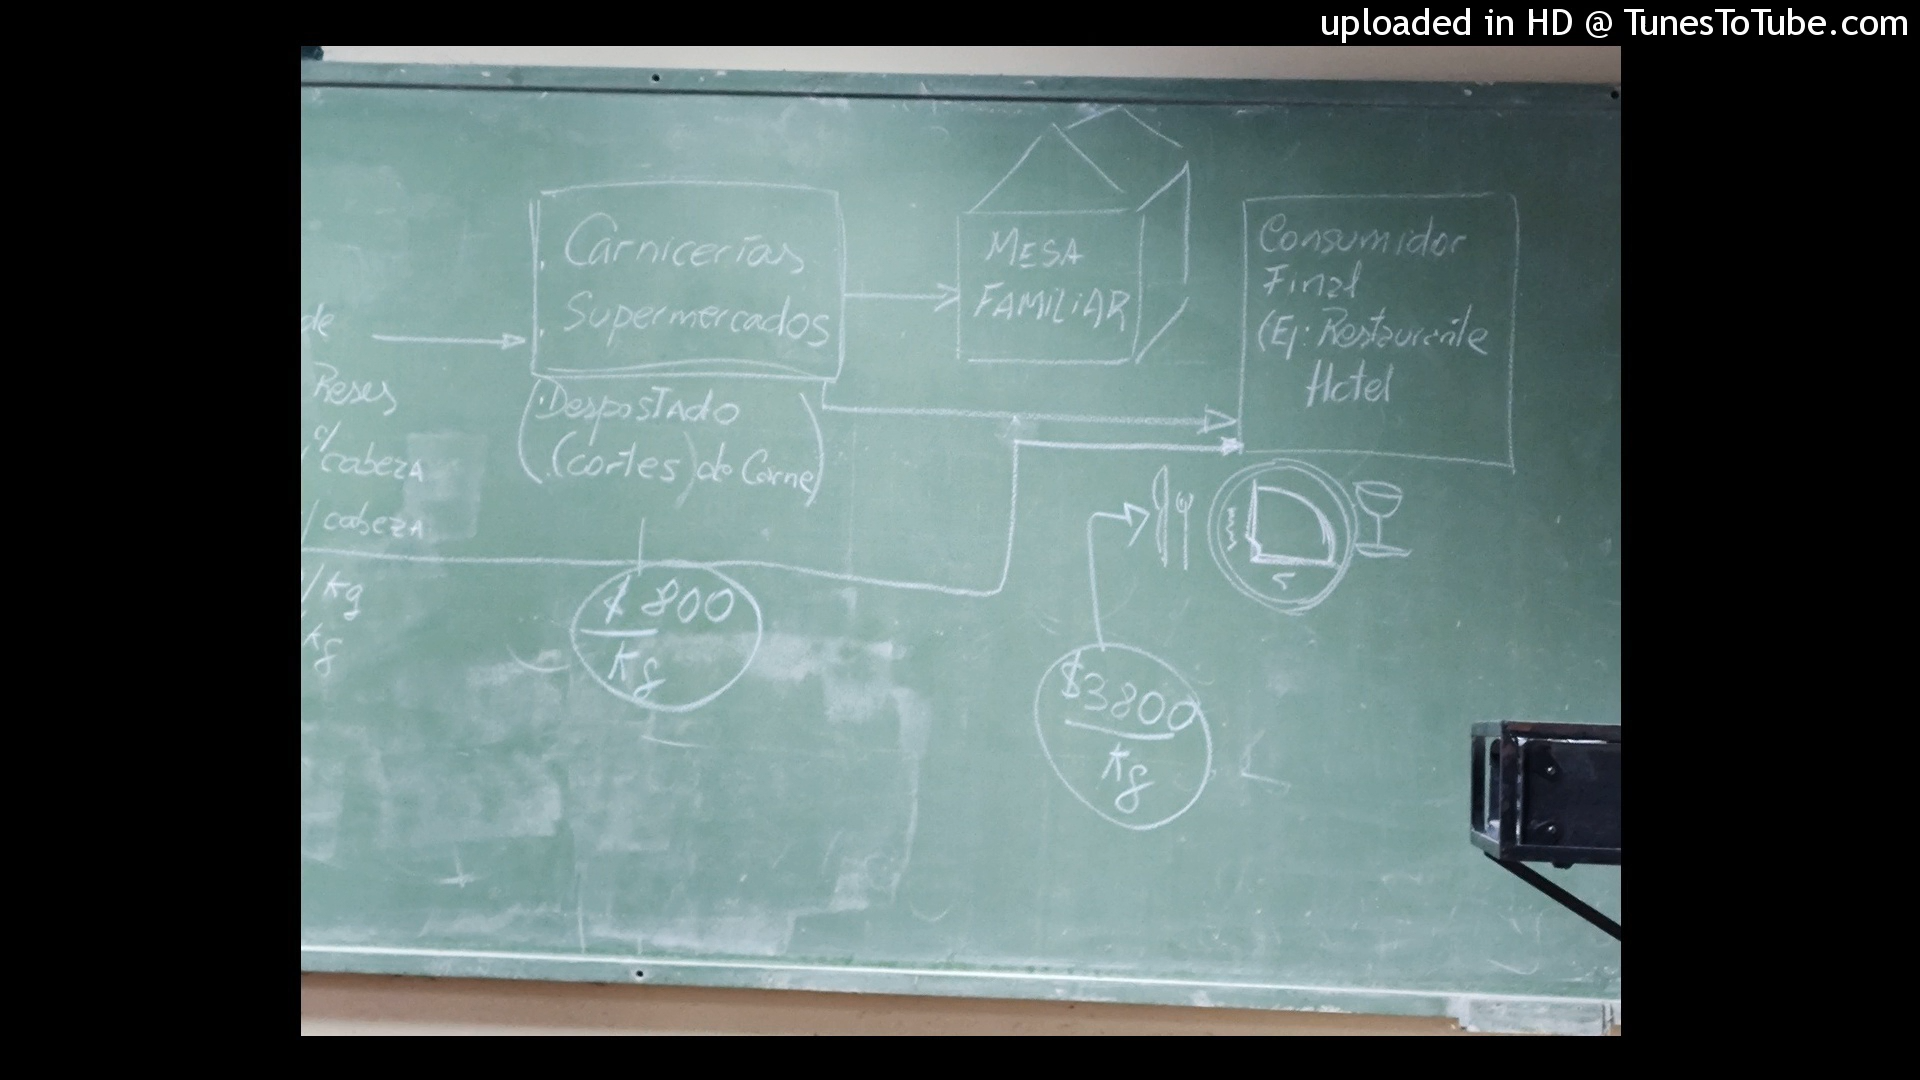 uploaded in HD @ TunesToTube.com
de
Reses
c/
/cabeza
/cabeza
/kg
kg
. Carnicerías
. Supermercados
(. Despostado
. (cortes) de Carne)
$ 800
kg
MESA
FAMILIAR
Consumidor
Final
(Ej: Restaurante
Hotel
$3800
kg